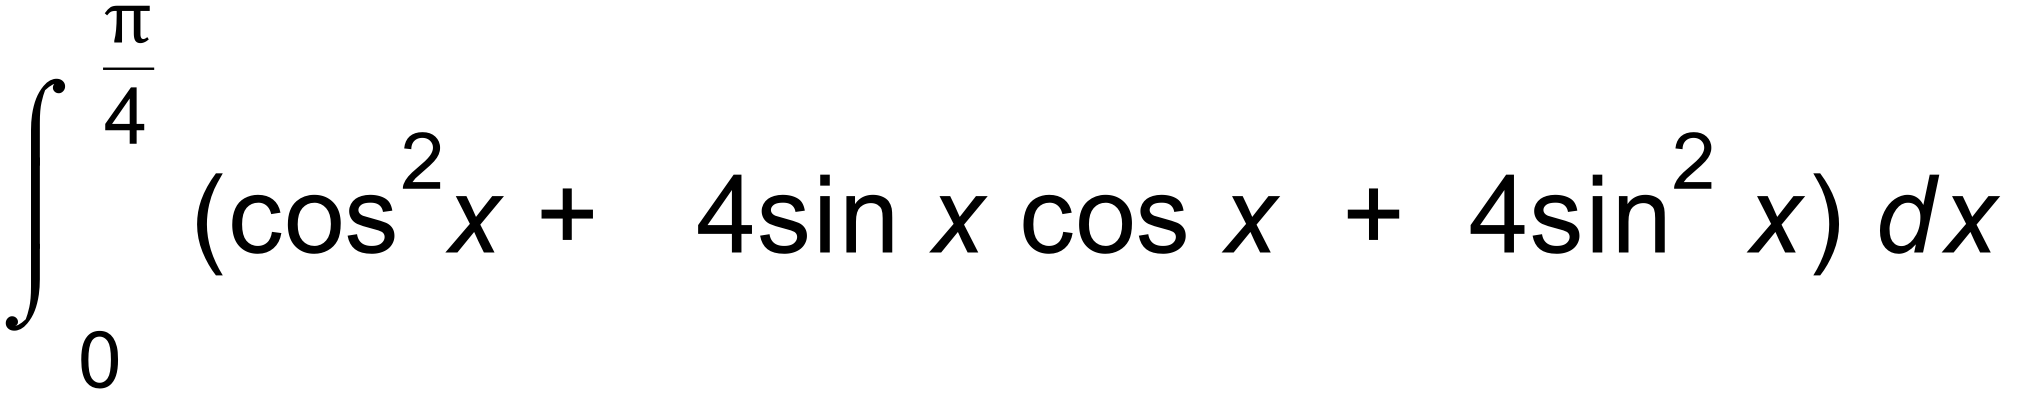 ∫₀^(π/4) (cos²x + 4sin x cos x + 4sin² x) dx